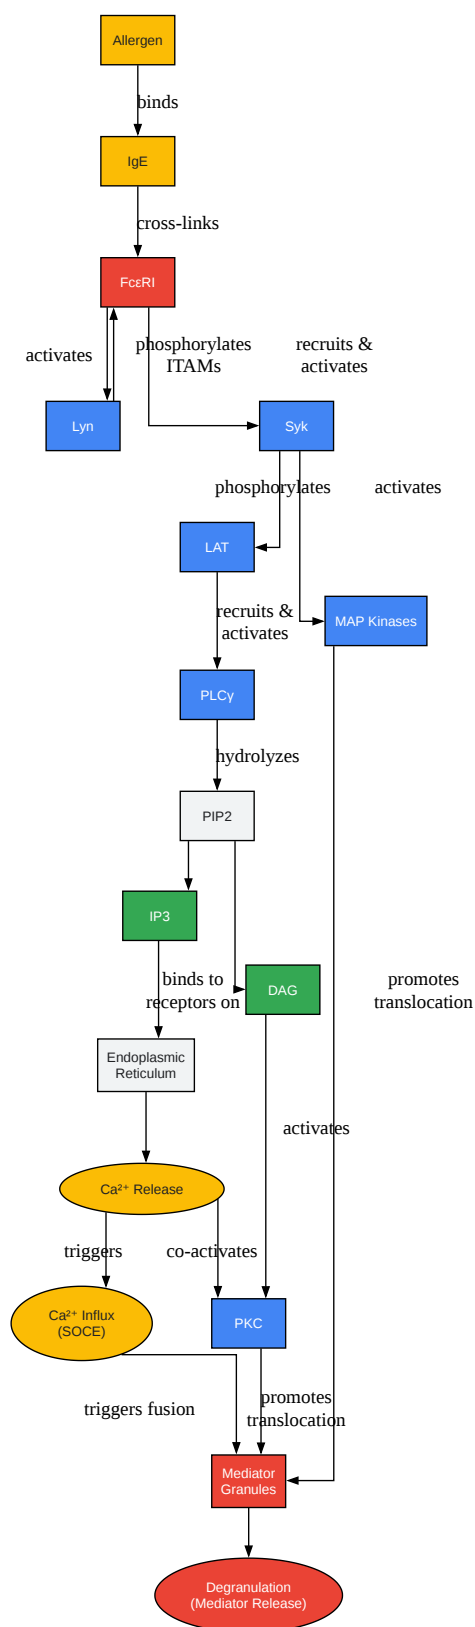 Allergen
binds
IgE
cross-links
FcεRI
activates
phosphorylates
ITAMs
recruits &
activates
Lyn
Syk
phosphorylates
activates
LAT
recruits &
activates
MAP Kinases
PLCγ
hydrolyzes
PIP2
IP3
binds to
receptors on
DAG
promotes
translocation
Endoplasmic
Reticulum
activates
Ca²⁺ Release
triggers
co-activates
Ca²⁺ Influx
(SOCE)
PKC
triggers fusion
promotes
translocation
Mediator
Granules
Degranulation
(Mediator Release)